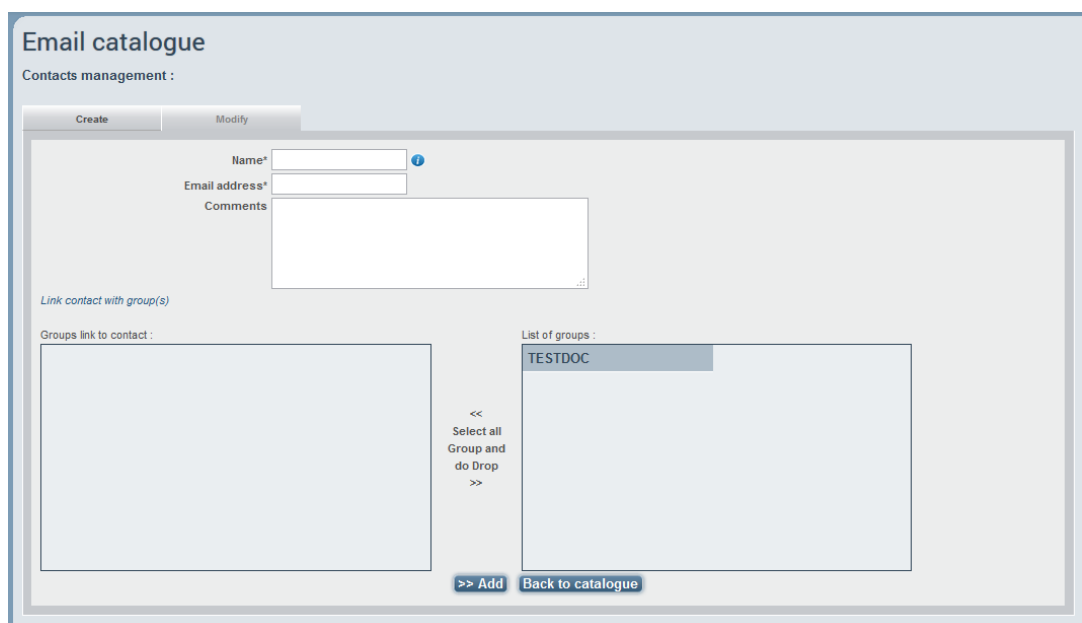 Email catalogue
Contacts management :
Create
Modify
Name*
Email address*
Comments
Link contact with group(s)
Groups link to contact :
List of groups :
TESTDOC
<<
Select all
Group and
do Drop
>>
>> Add
Back to catalogue